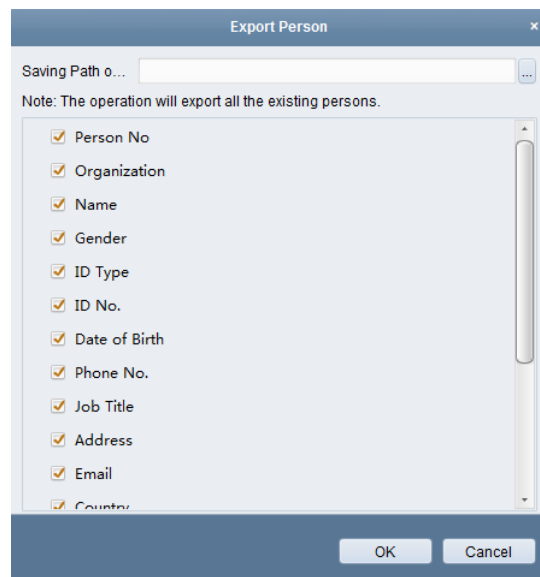 Export Person
Saving Path o...
Note: The operation will export all the existing persons.
Person No
Organization
Name
Gender
ID Type
ID No.
Date of Birth
Phone No.
Job Title
Address
Email
Country
OK Cancel